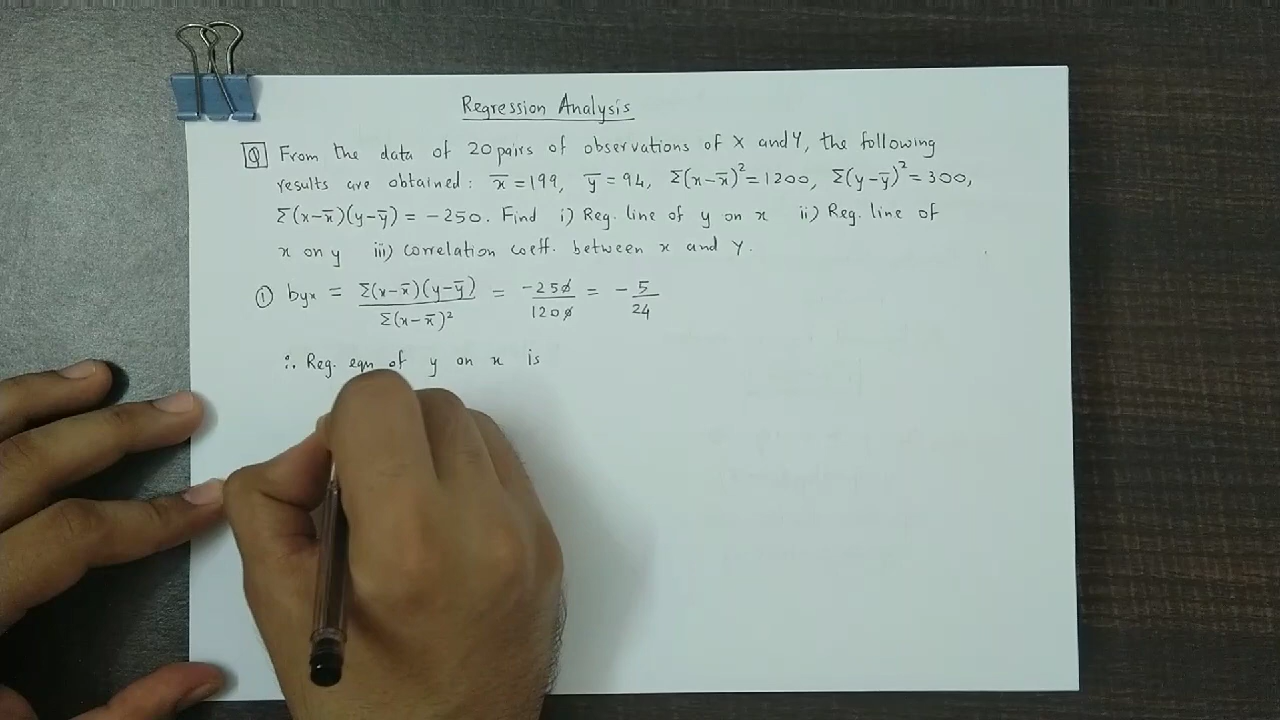 Regression Analysis
Q From the data of 20 pairs of observations of X and Y, the following
results are obtained: x̅ = 199, y̅ = 94, Σ(x-x̅)² = 1200, Σ(y-y̅)² = 300,
Σ(x-x̅)(y-y̅) = -250. Find i) Reg. line of y on x ii) Reg. line of
x on y iii) correlation coeff. between x and Y.
① byx = Σ(x-x̅)(y-y̅) / Σ(x-x̅)² = -250 / 1200 = - 5 / 24
∴ Reg. eqn of y on x is